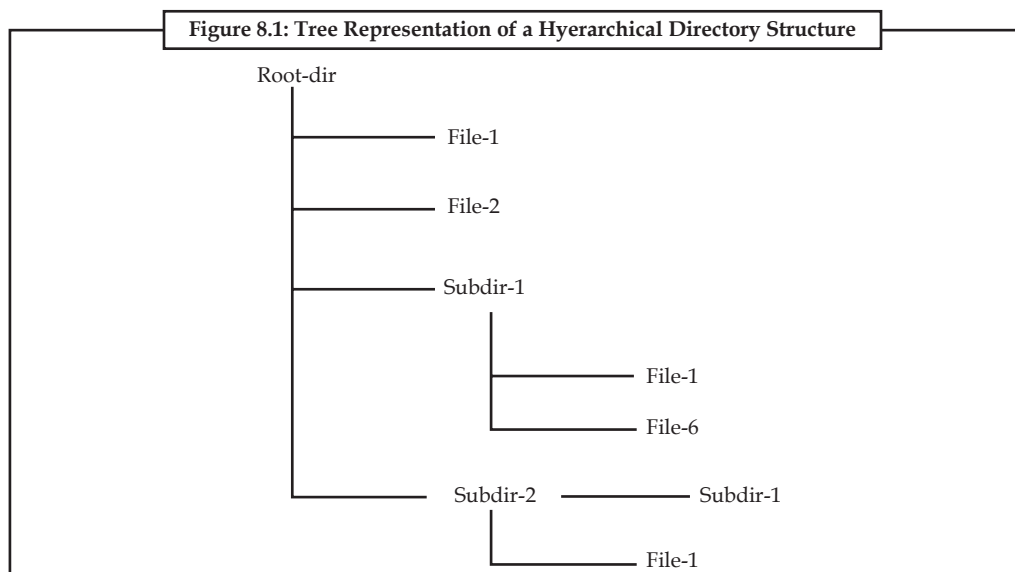 Figure 8.1: Tree Representation of a Hyerarchical Directory Structure
Root-dir
File-1
File-2
Subdir-1
File-1
File-6
Subdir-2 Subdir-1
File-1